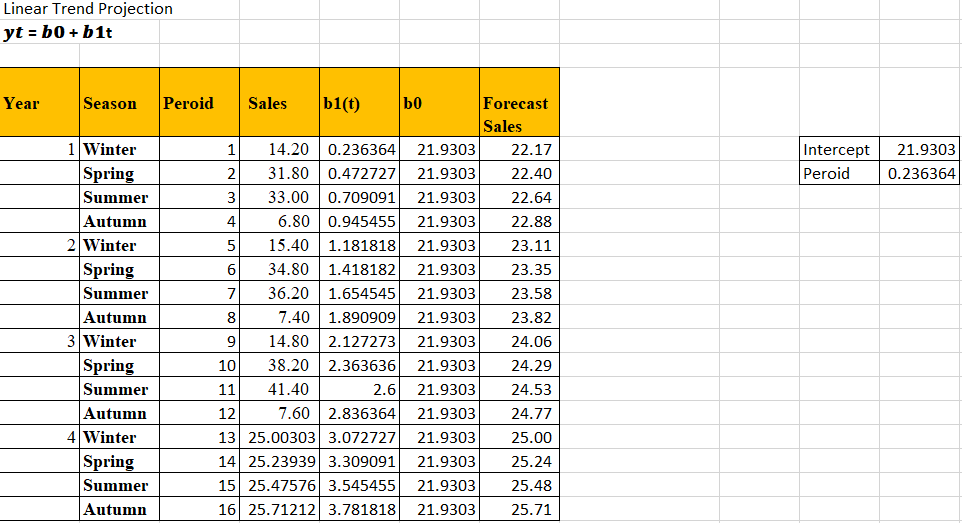 Linear Trend Projection
yt = b0 + b1t
Year Season Peroid Sales b1(t) b0 Forecast
Sales
1 Winter 1 14.20 0.236364 21.9303 22.17 Intercept 21.9303
Spring 2 31.80 0.472727 21.9303 22.40 Peroid 0.236364
Summer 3 33.00 0.709091 21.9303 22.64
Autumn 4 6.80 0.945455 21.9303 22.88
2 Winter 5 15.40 1.181818 21.9303 23.11
Spring 6 34.80 1.418182 21.9303 23.35
Summer 7 36.20 1.654545 21.9303 23.58
Autumn 8 7.40 1.890909 21.9303 23.82
3 Winter 9 14.80 2.127273 21.9303 24.06
Spring 10 38.20 2.363636 21.9303 24.29
Summer 11 41.40 2.6 21.9303 24.53
Autumn 12 7.60 2.836364 21.9303 24.77
4 Winter 13 25.00303 3.072727 21.9303 25.00
Spring 14 25.23939 3.309091 21.9303 25.24
Summer 15 25.47576 3.545455 21.9303 25.48
Autumn 16 25.71212 3.781818 21.9303 25.71